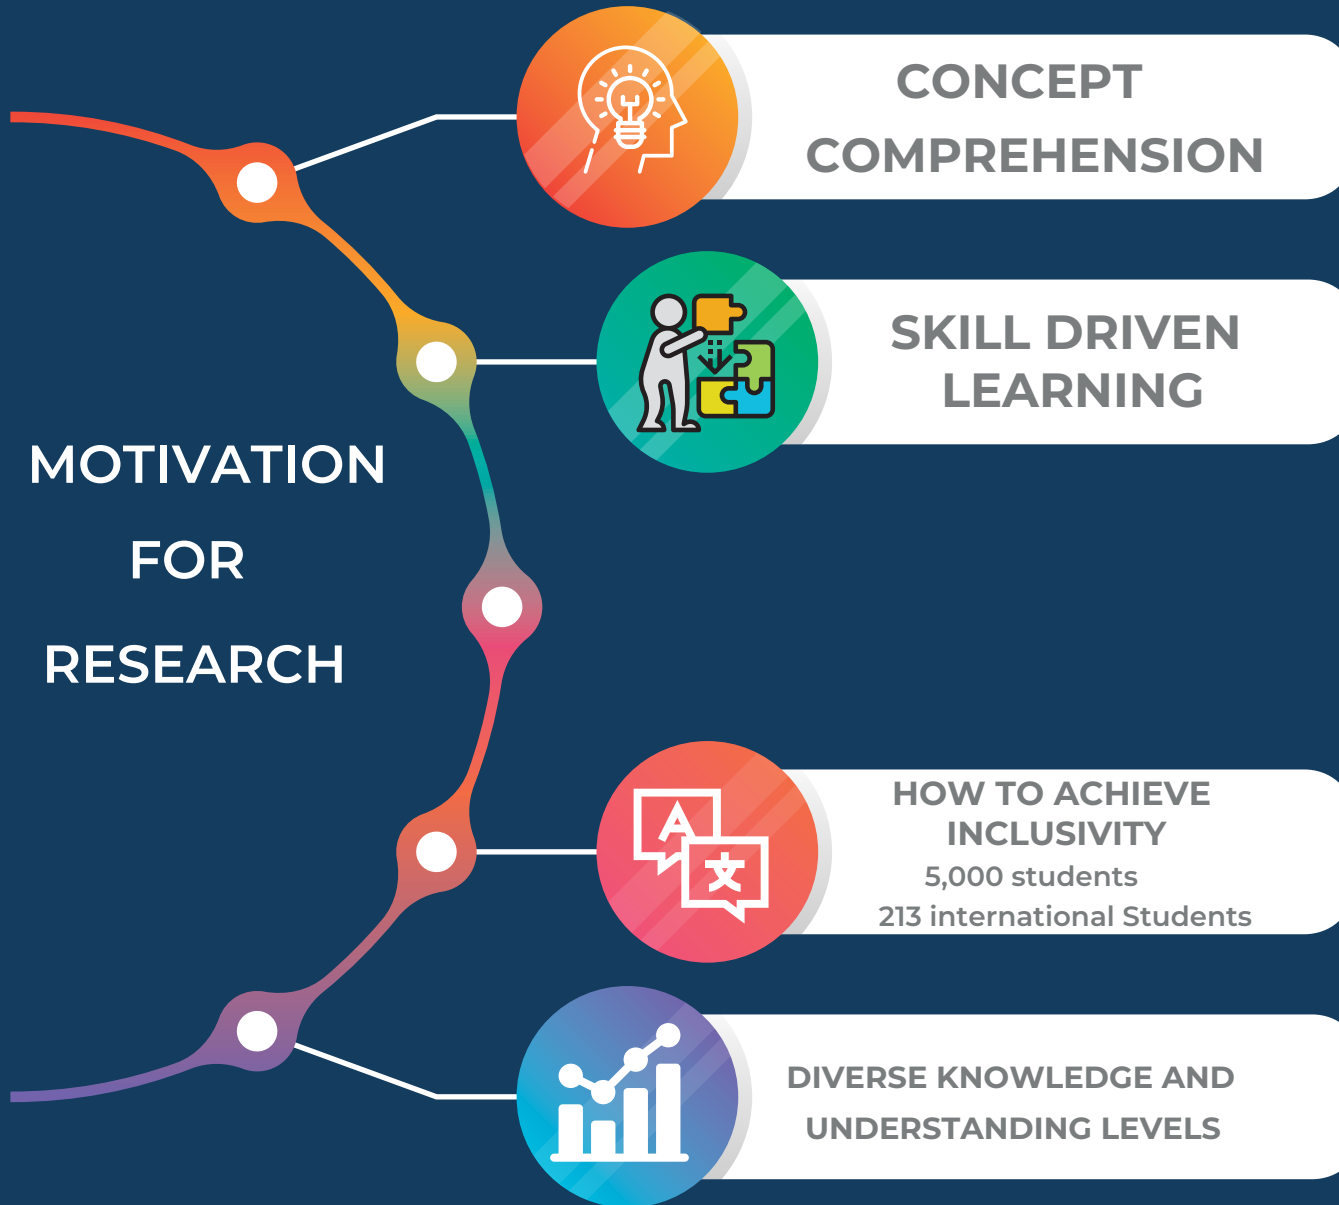 MOTIVATION
FOR
RESEARCH
CONCEPT
COMPREHENSION
SKILL DRIVEN
LEARNING
A
文
HOW TO ACHIEVE
INCLUSIVITY
5,000 students
213 international Students
DIVERSE KNOWLEDGE AND
UNDERSTANDING LEVELS